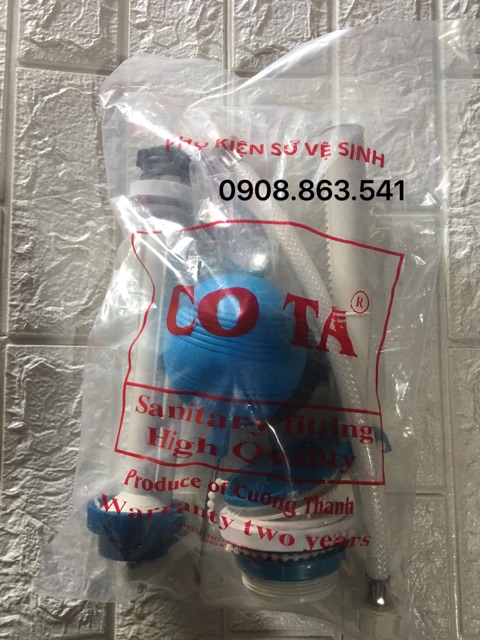 PHỤ KIỆN SỨ VỆ SINH
0908.863.541
CO TA ®
Sanitary fitting
High Quality
Produce of Cuong Thanh
Warranty two years